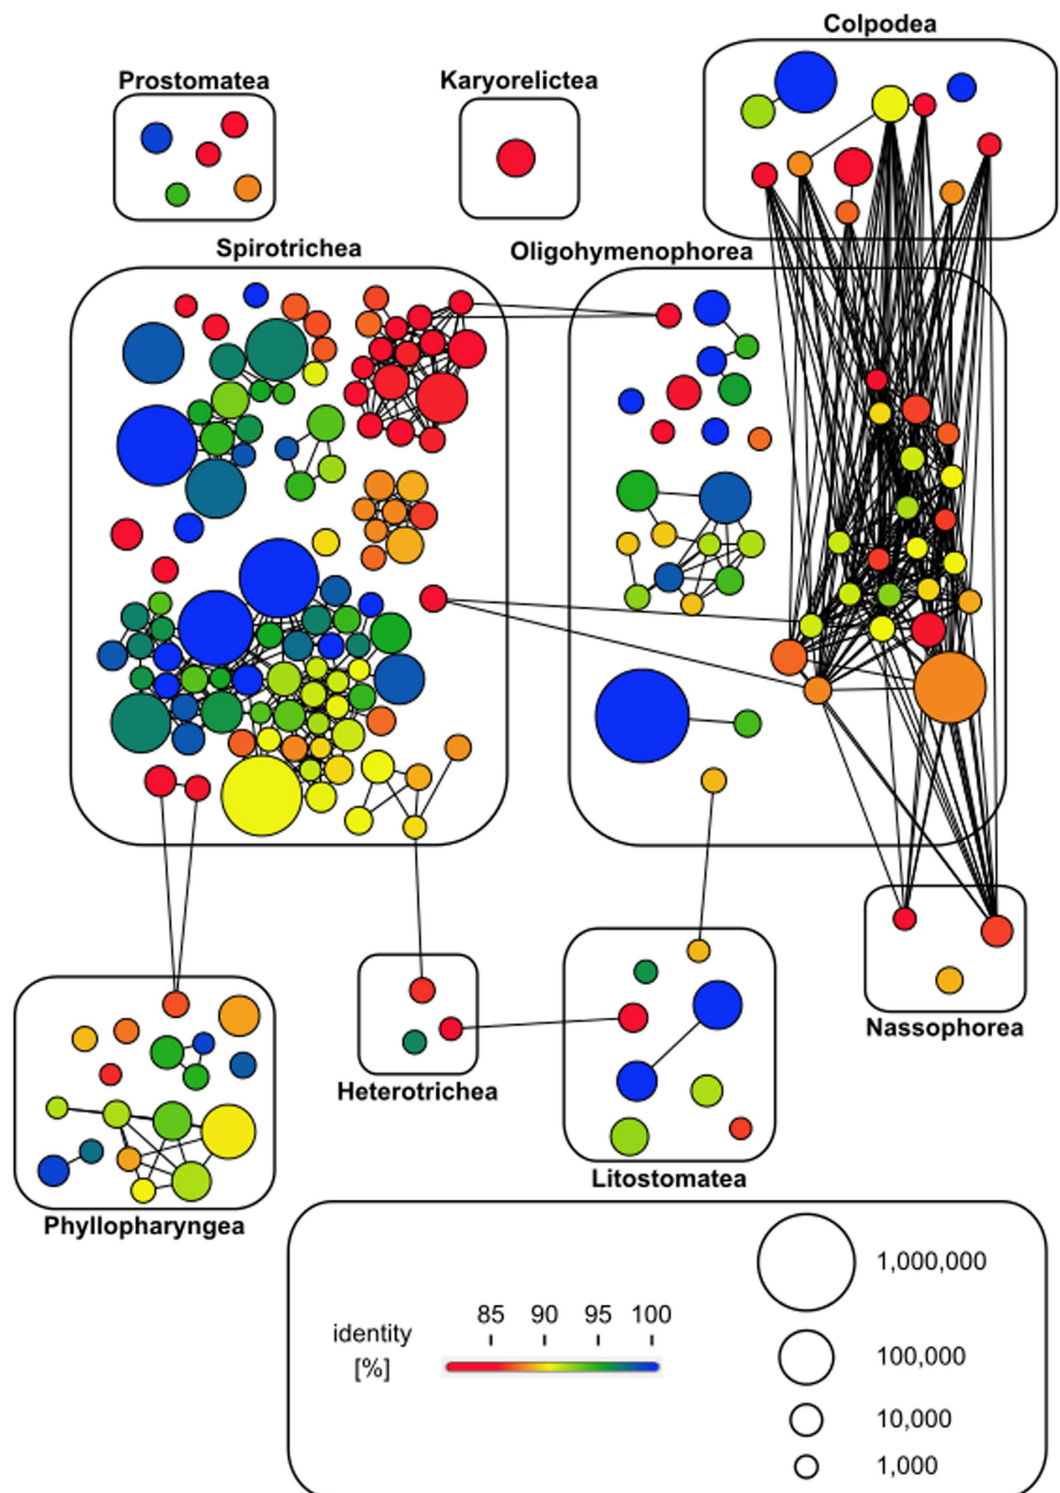 Colpodea
Prostomatea
Karyorelictea
Spirotrichea
Oligohymenophorea
Nassophorea
Heterotrichea
Litostomatea
Phyllopharyngea
1,000,000
85 90 95 100
identity
[%]
100,000
10,000
1,000